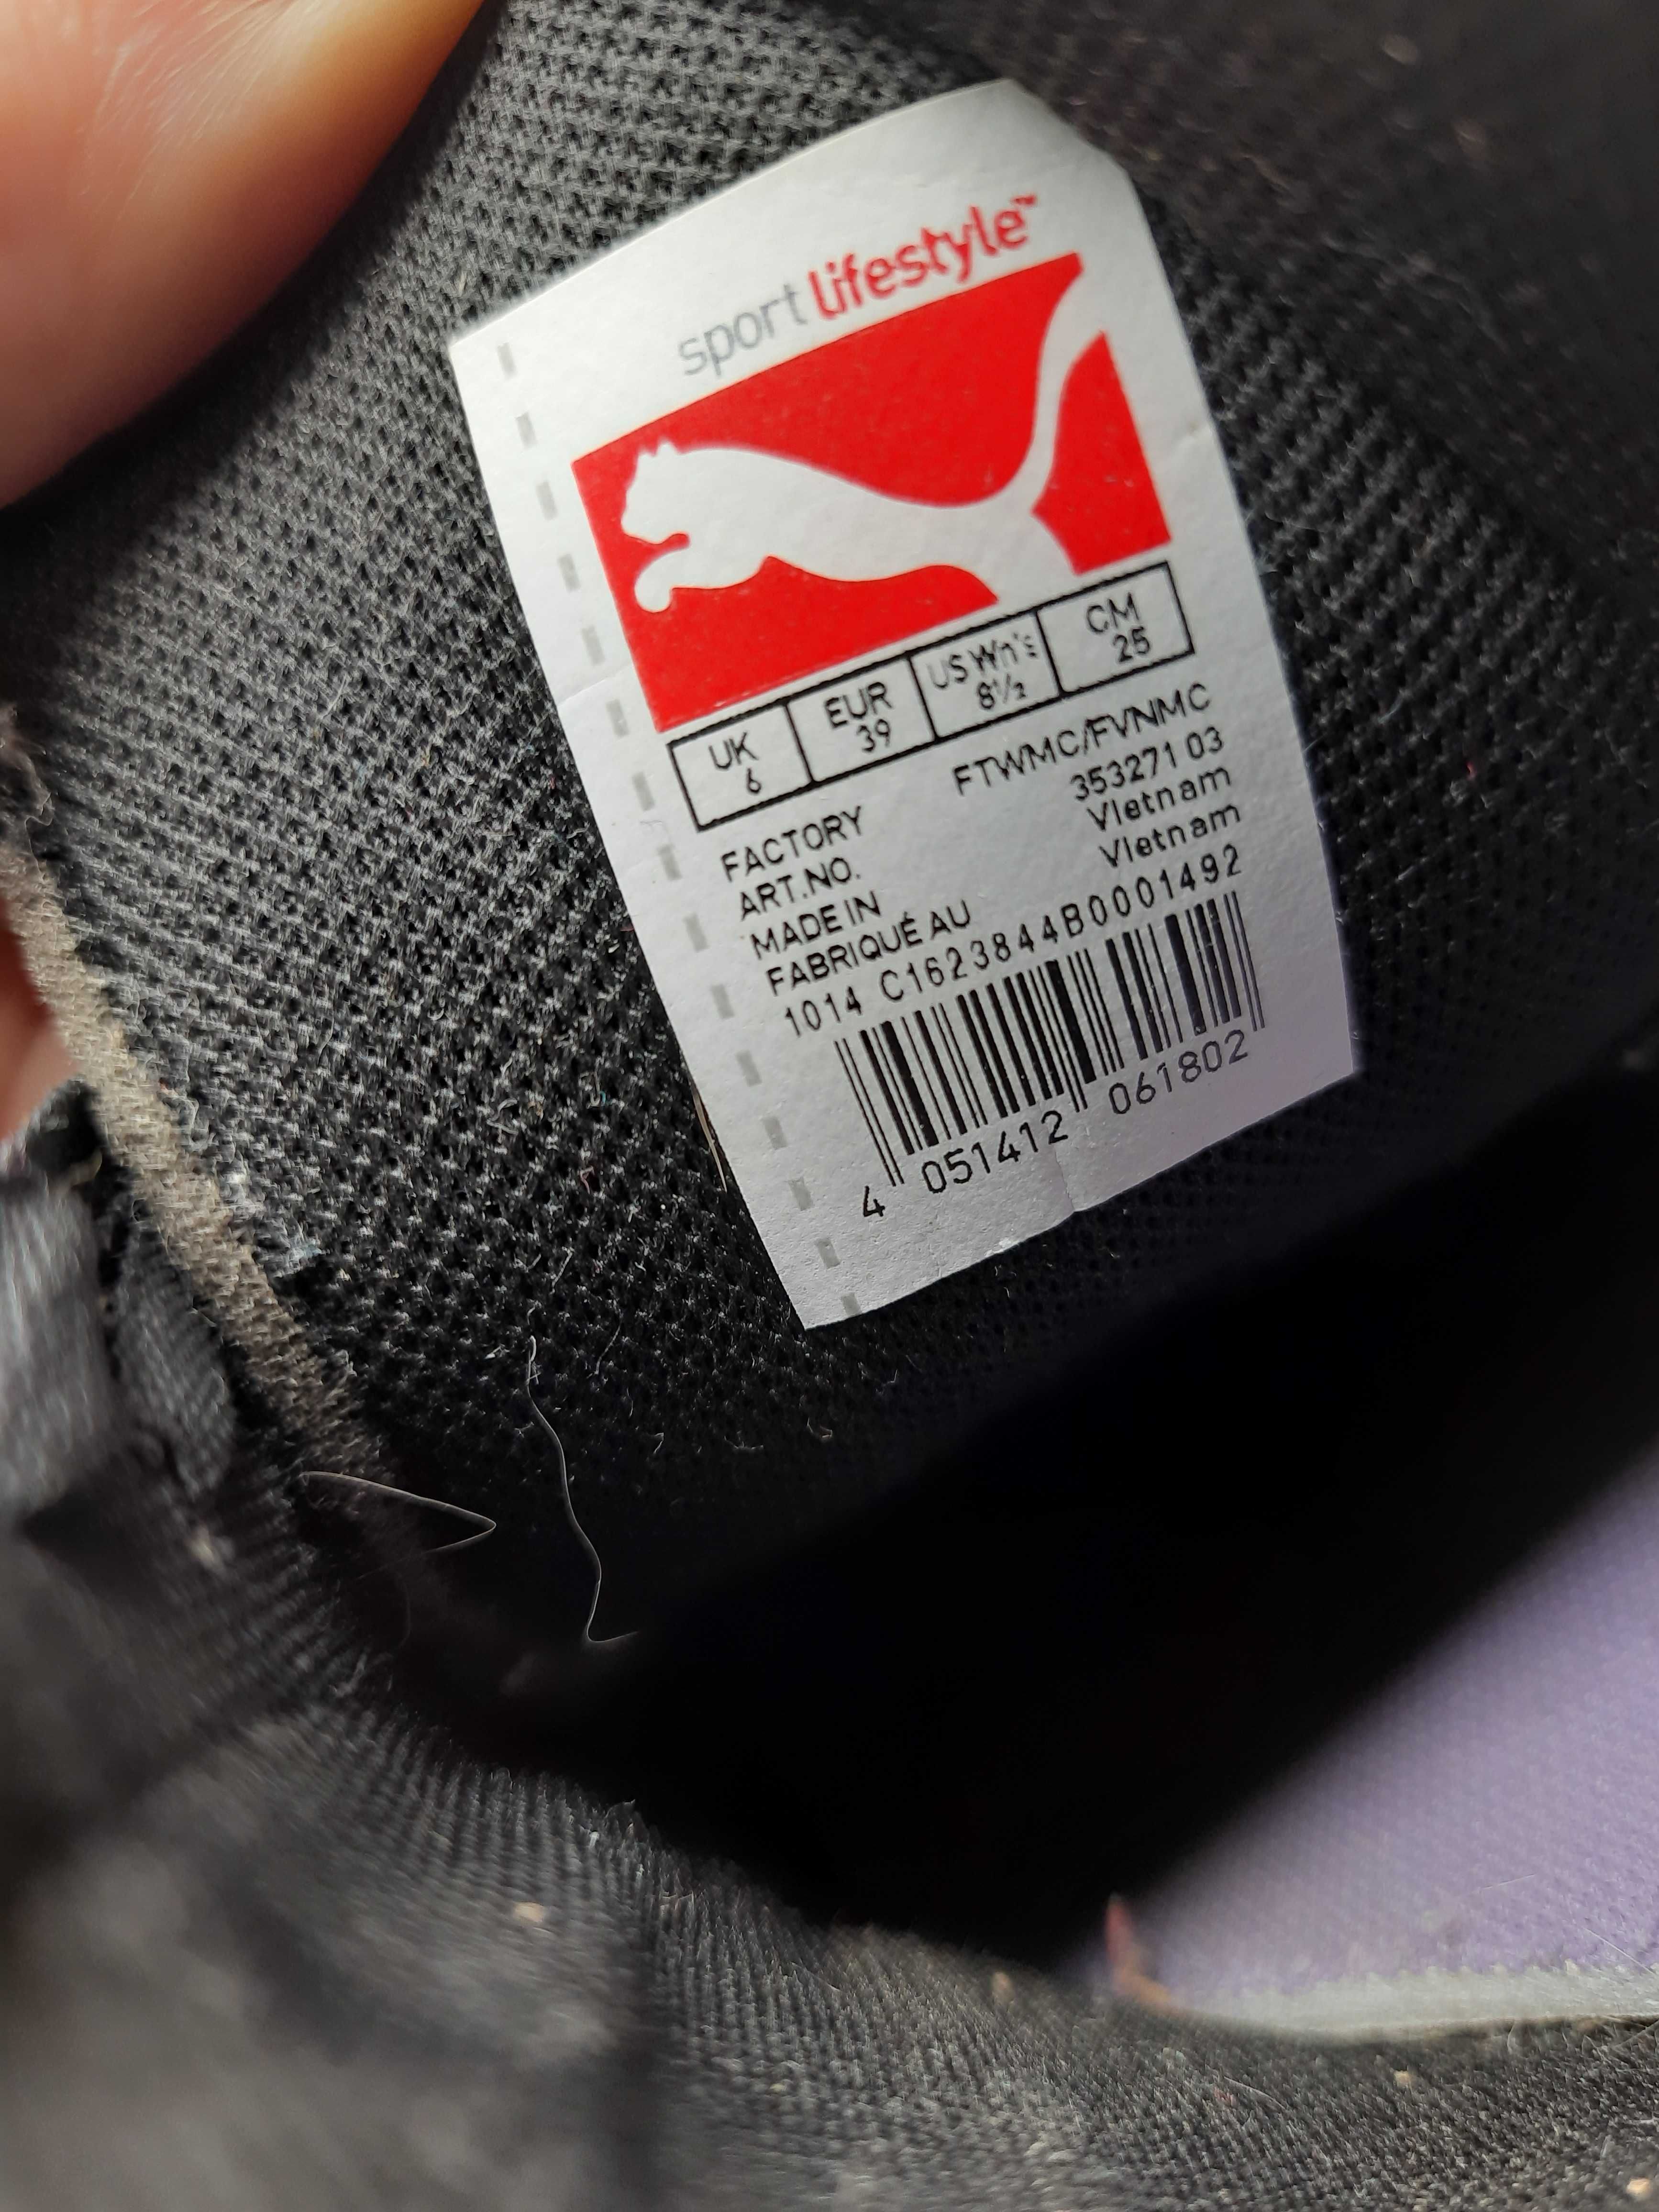 sport lifestyle™
UK EUR US Wn's CM
6 39 8½ 25
FACTORY FTWMC/FVNMC
ART.NO. 353271 03
MADE IN Vietnam
FABRIQUÉ AU Vietnam
1014 C1623844B0001492
4 051412 061802